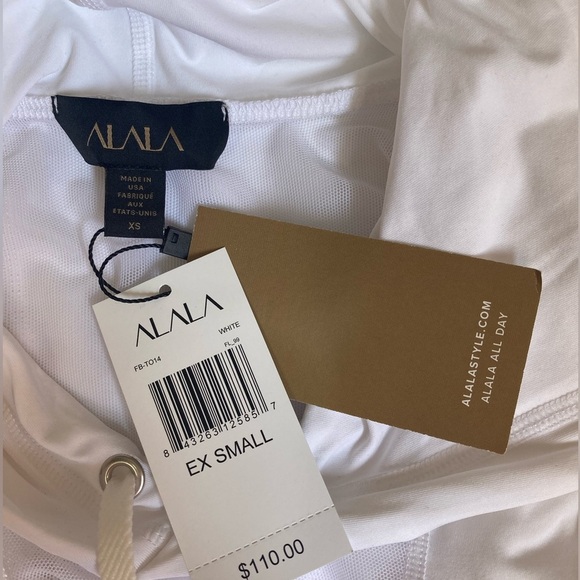 ALALA
MADE IN
USA
FABRIQUÉ
AUX
ÉTATS-UNIS
XS
ALALA
WHITE
FB-TO14
FL_99
8 43263 12585 7
EX SMALL
$110.00
ALALASTYLE.COM
ALALA ALL DAY